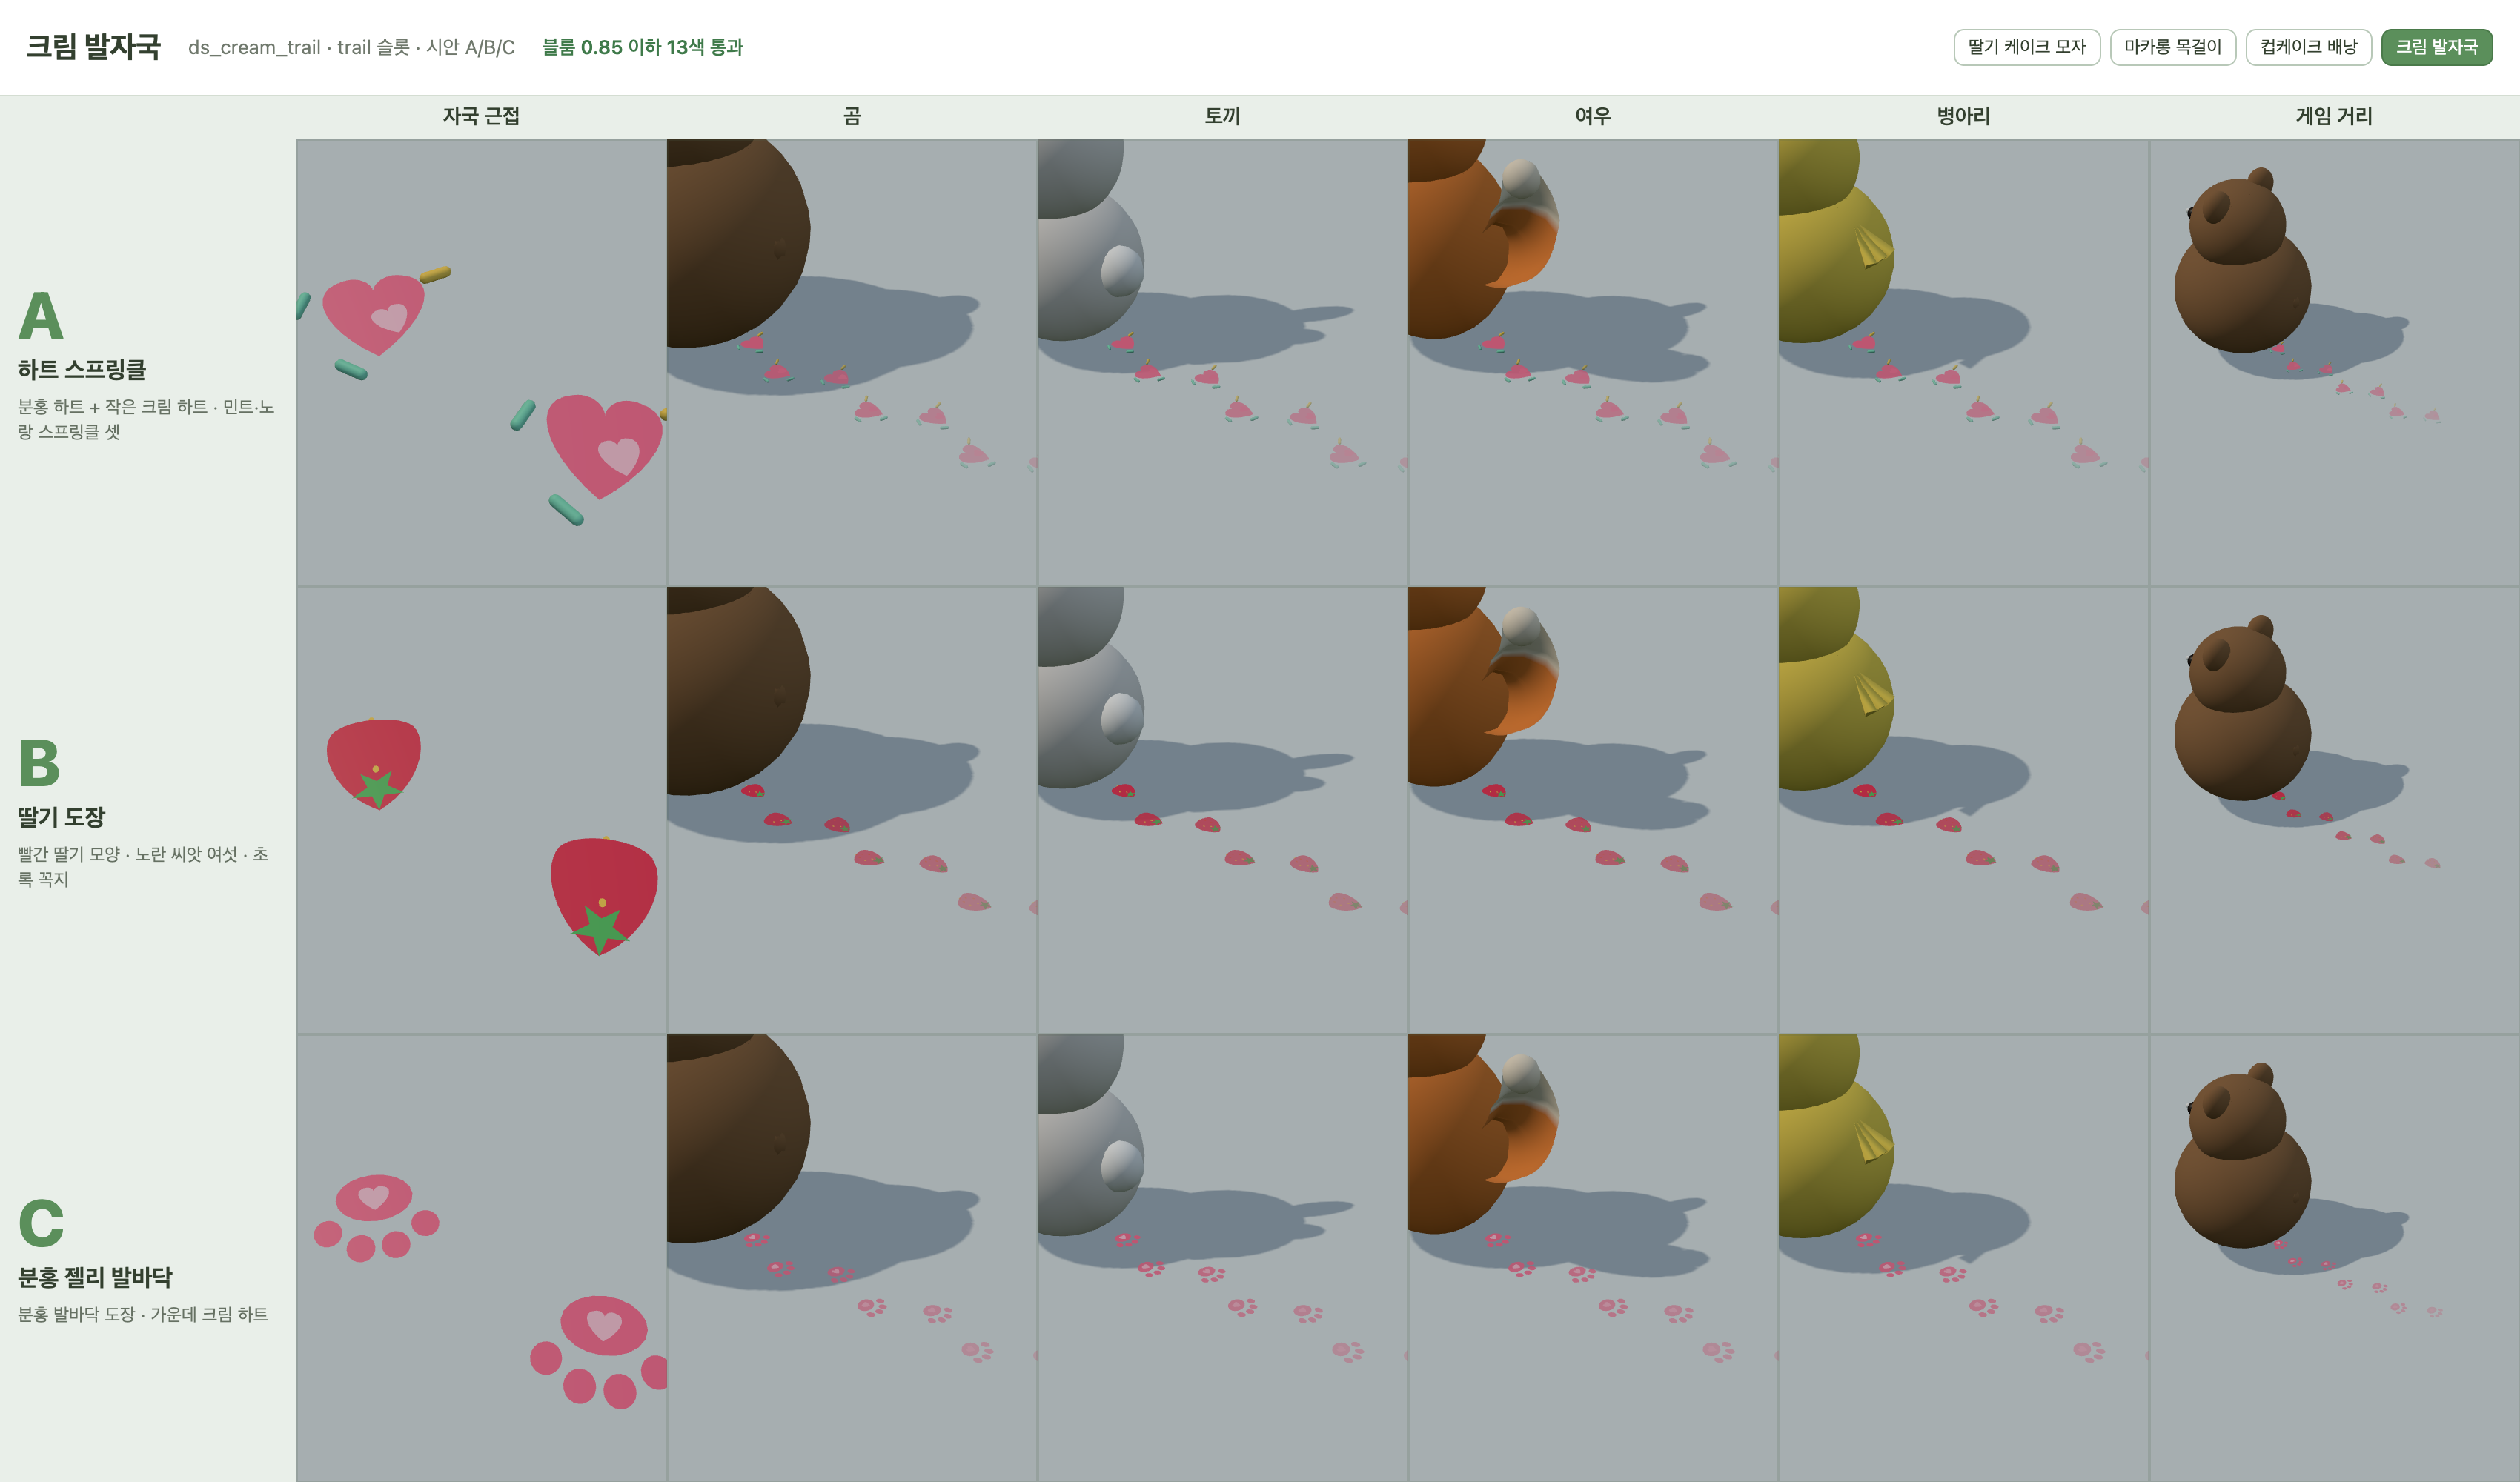 크림 발자국
ds_cream_trail · trail 슬롯 · 시안 A/B/C
블룸 0.85 이하 13색 통과
딸기 케이크 모자
마카롱 목걸이
컵케이크 배낭
크림 발자국
자국 근접
곰
토끼
여우
병아리
게임 거리
A
하트 스프링클
분홍 하트 + 작은 크림 하트 · 민트·노
랑 스프링클 셋
B
딸기 도장
빨간 딸기 모양 · 노란 씨앗 여섯 · 초
록 꼭지
C
분홍 젤리 발바닥
분홍 발바닥 도장 · 가운데 크림 하트